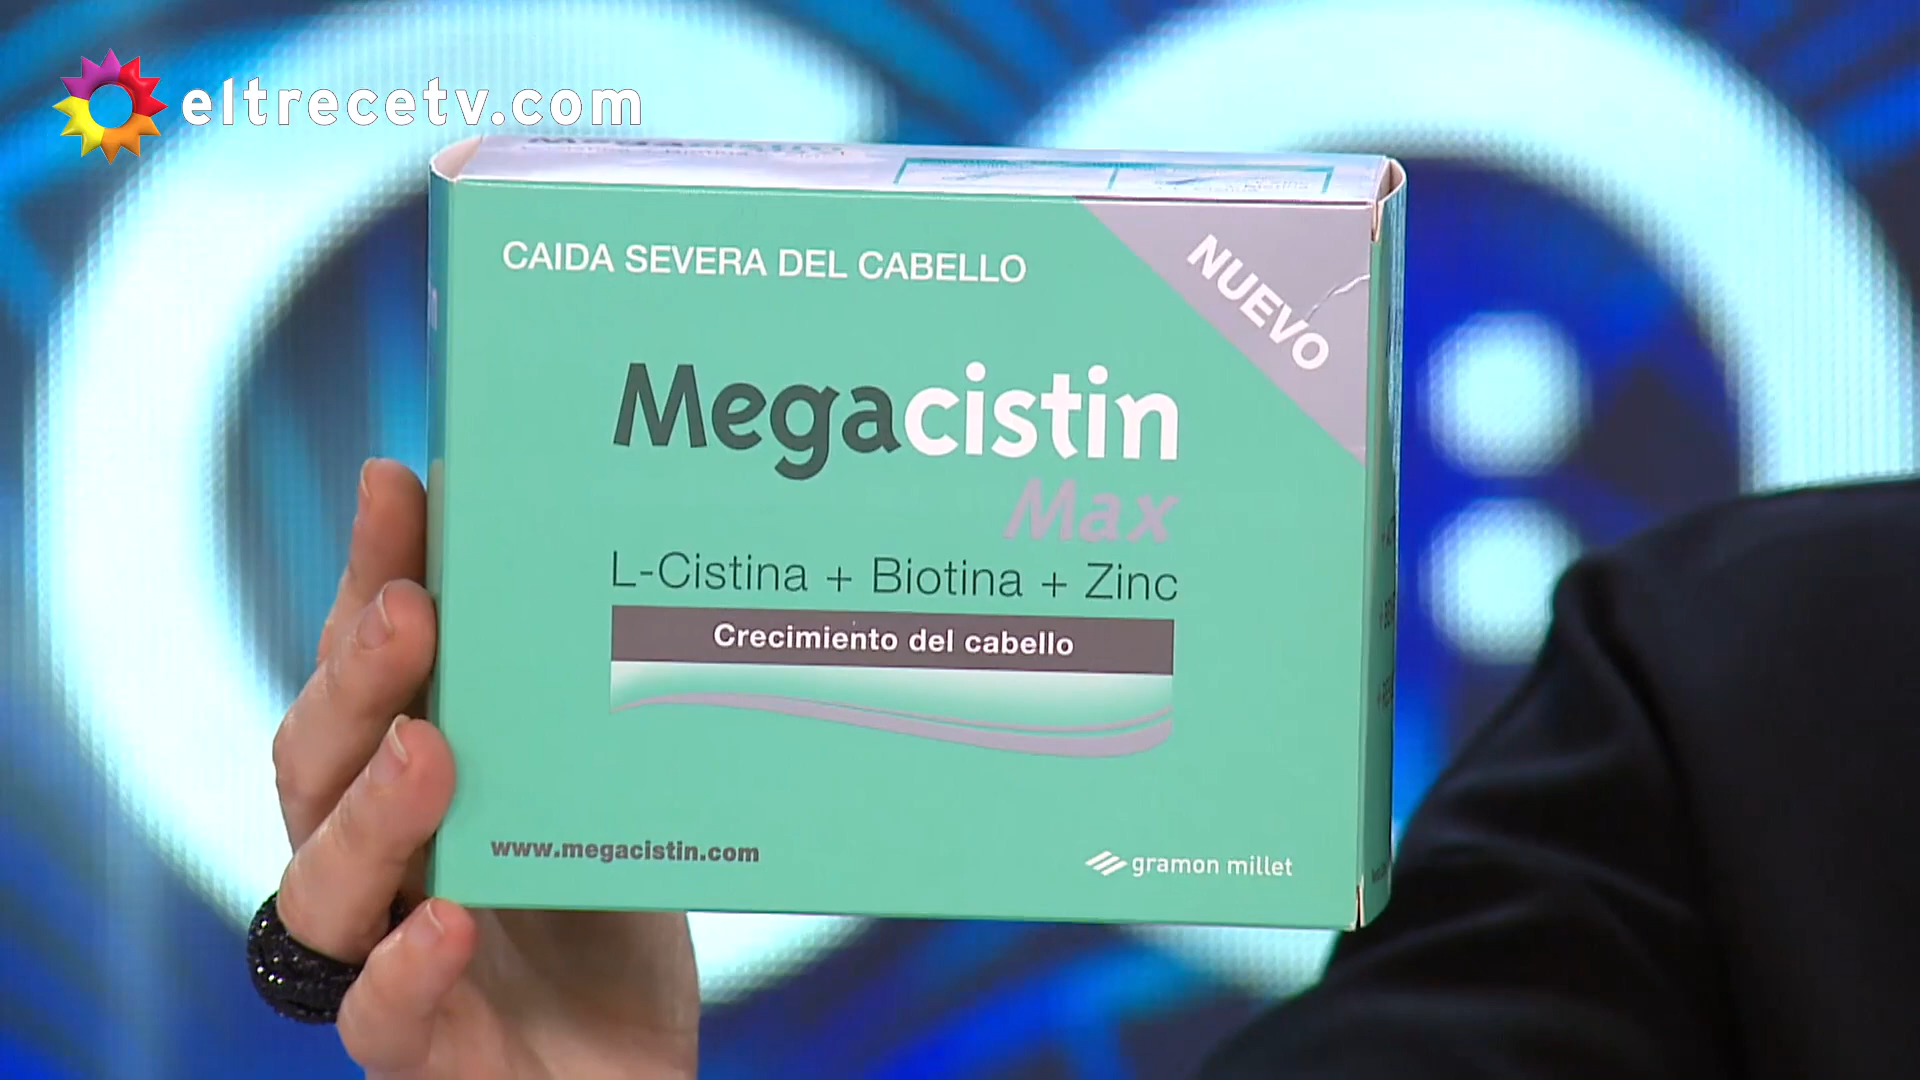 eltrecetv.com
Megacistin
CAIDA SEVERA DEL CABELLO
NUEVO
Megacistin
Max
L-Cistina + Biotina + Zinc
Crecimiento del cabello
www.megacistin.com
gramon millet